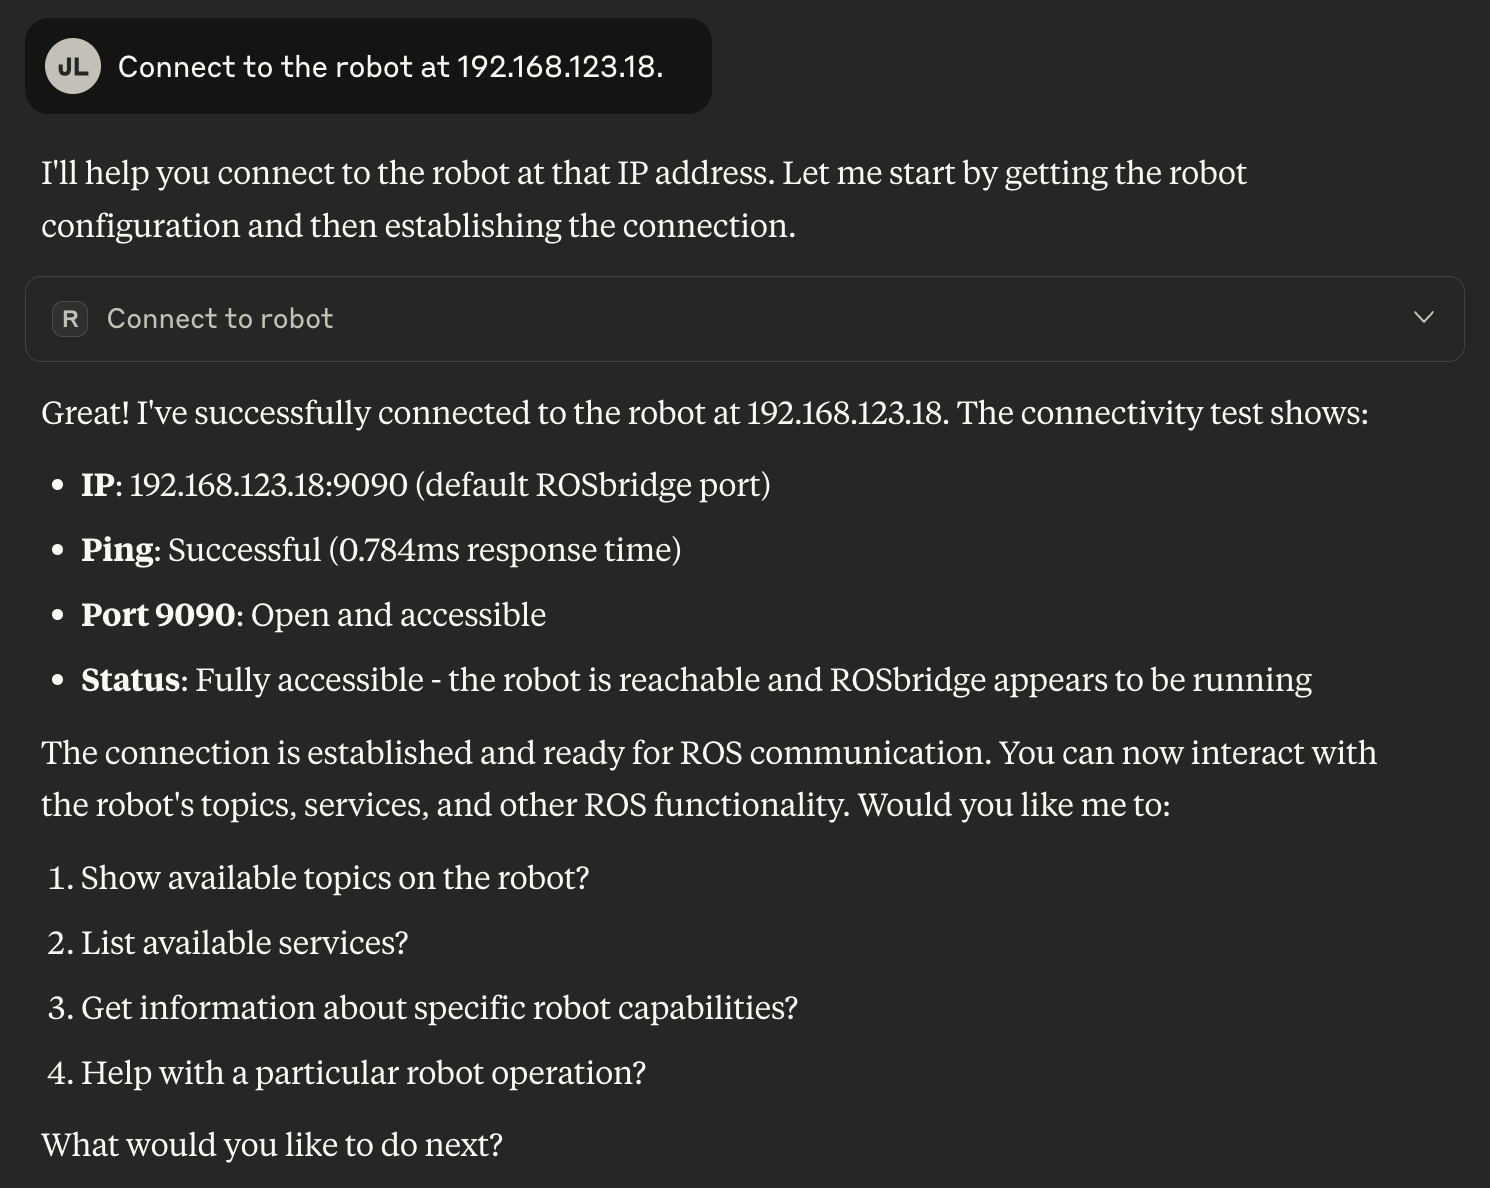 JL Connect to the robot at 192.168.123.18.
I'll help you connect to the robot at that IP address. Let me start by getting the robot
configuration and then establishing the connection.
R Connect to robot
Great! I've successfully connected to the robot at 192.168.123.18. The connectivity test shows:
• IP: 192.168.123.18:9090 (default ROSbridge port)
• Ping: Successful (0.784ms response time)
• Port 9090: Open and accessible
• Status: Fully accessible - the robot is reachable and ROSbridge appears to be running
The connection is established and ready for ROS communication. You can now interact with
the robot's topics, services, and other ROS functionality. Would you like me to:
1. Show available topics on the robot?
2. List available services?
3. Get information about specific robot capabilities?
4. Help with a particular robot operation?
What would you like to do next?